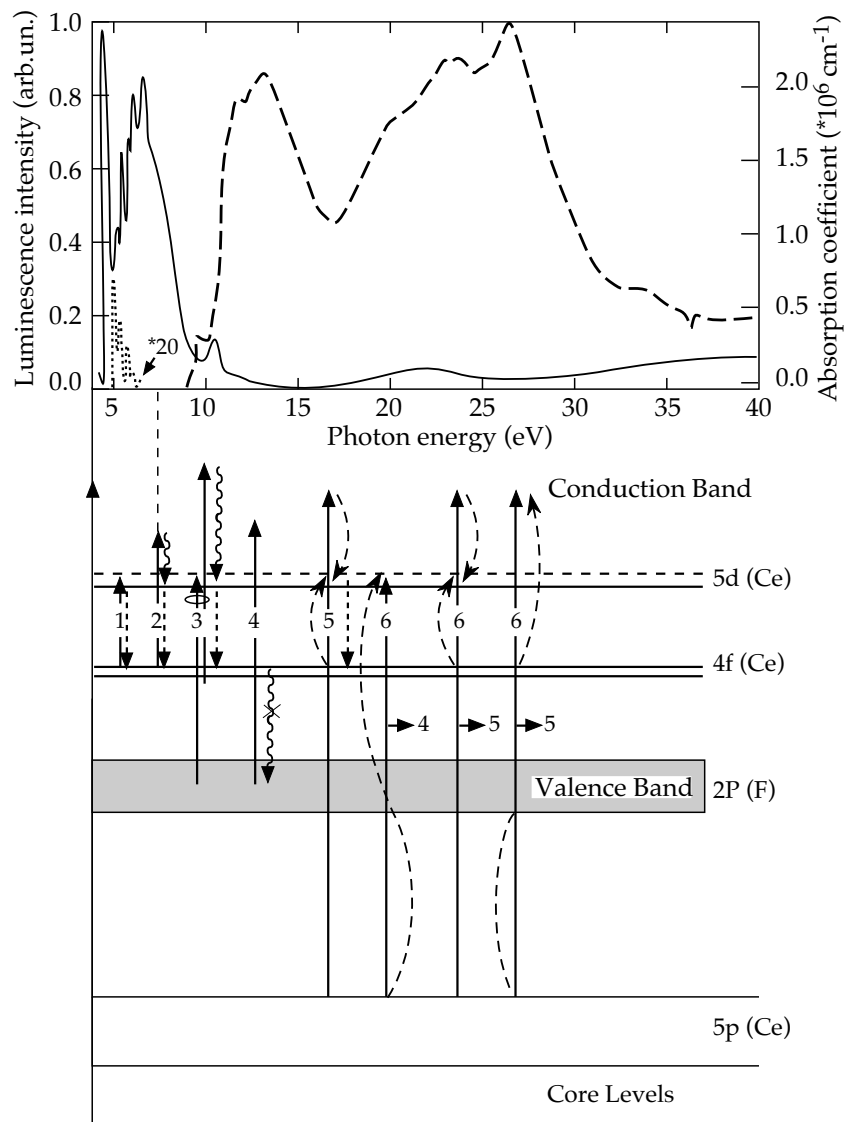 Luminescence intensity (arb.un.)
1.0
0.8
0.6
0.4
0.2
0.0
*20
Absorption coefficient (*10⁶ cm⁻¹)
2.0
1.5
1.0
0.5
0.0
5 10 15 20 25 30 35 40
Photon energy (eV)
Conduction Band
5d (Ce)
1 2 3 4 5 6 6 6
4f (Ce)
4 5 5
Valence Band
2P (F)
5p (Ce)
Core Levels